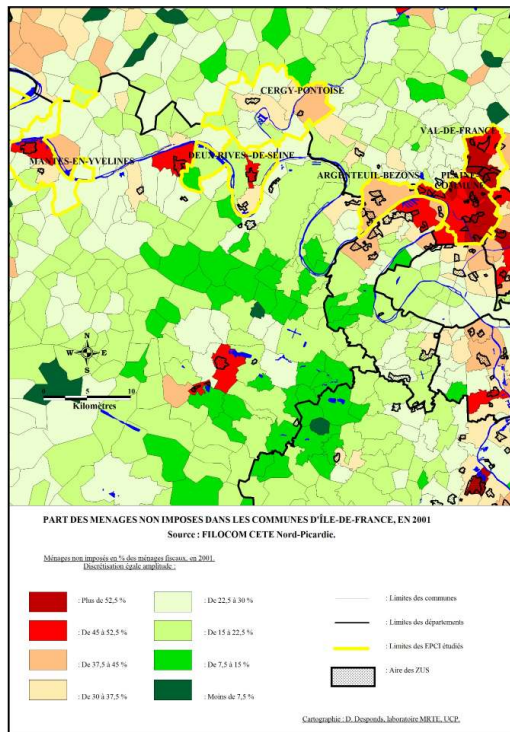 CERGY-PONTOISE
VAL-DE-FRANCE
MANTES-EN-YVELINES
DEUX-RIVES-DE-SEINE
ARGENTEUIL-BEZONS
PLAINE
COMMUNE
N
W E
S
0 5 10
Kilomètres
PART DES MENAGES NON IMPOSES DANS LES COMMUNES D'ÎLE-DE-FRANCE, EN 2001
Source : FILOCOM CETE Nord-Picardie.
Ménages non imposés en % des ménages fiscaux, en 2001.
Discrétisation égale amplitude :
: Plus de 52,5 %
: De 45 à 52,5 %
: De 37,5 à 45 %
: De 30 à 37,5 %
: De 22,5 à 30 %
: De 15 à 22,5 %
: De 7,5 à 15 %
: Moins de 7,5 %
: Limites des communes
: Limites des départements
: Limites des EPCI étudiés
: Aire des ZUS
Cartographie : D. Desponds, laboratoire MRTE, UCP.